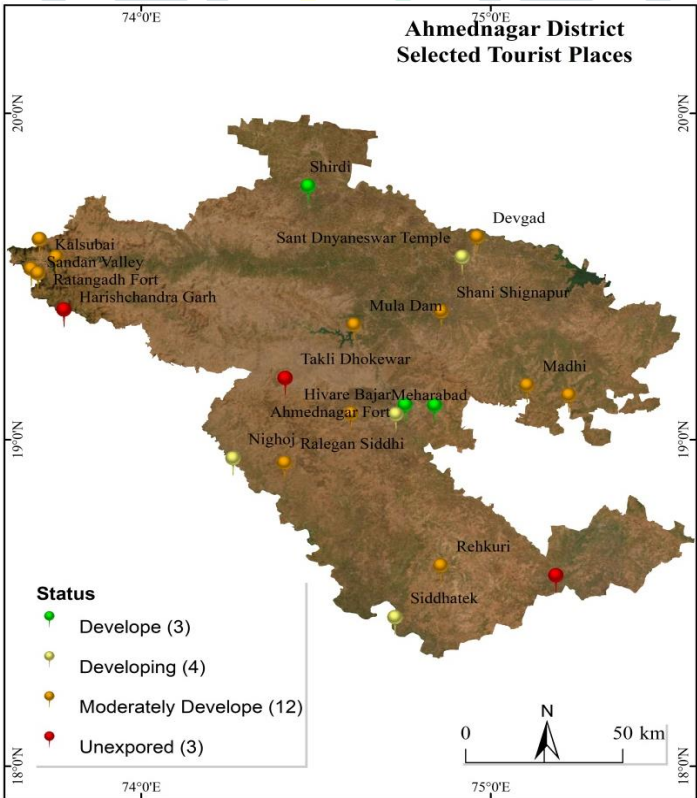 74°0'E 75°0'E
Ahmednagar District
Selected Tourist Places
20°0'N 20°0'N
Shirdi
Devgad
Sant Dnyaneswar Temple
Kalsubai
Sandan Valley
Ratangadh Fort
Shani Shignapur
Harishchandra Garh
Mula Dam
Takli Dhokewar
Madhi
Hivare Bajar Meharabad
Ahmednagar Fort
19°0'N 19°0'N
Nighoj Ralegan Siddhi
Rehkuri
Siddhatek
Status
Develope (3)
Developing (4)
Moderately Develope (12)
Unexpored (3)
N
0 50 km
18°0'N 18°0'N
74°0'E 75°0'E